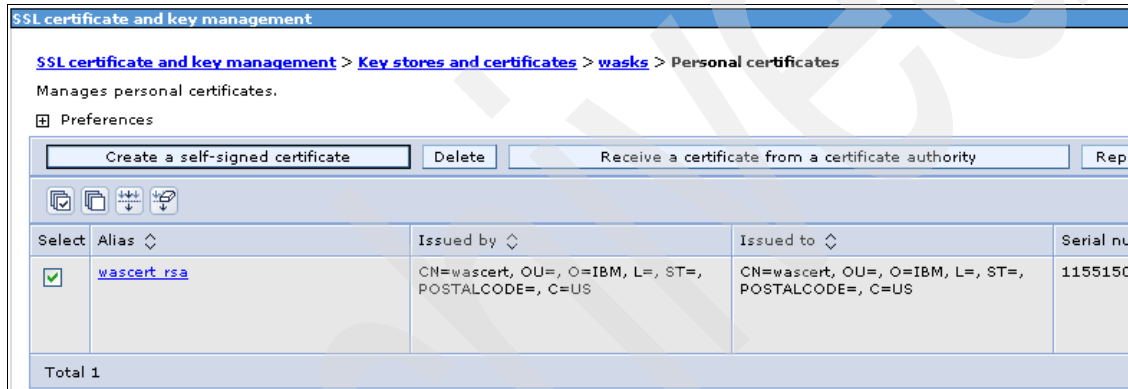 SSL certificate and key management
SSL certificate and key management > Key stores and certificates > wasks > Personal certificates
Manages personal certificates.
Preferences
Create a self-signed certificate Delete Receive a certificate from a certificate authority Rep
Select Alias Issued by Issued to Serial nu
wascert_rsa CN=wascert, OU=, O=IBM, L=, ST=, CN=wascert, OU=, O=IBM, L=, ST=, 1155150
POSTALCODE=, C=US POSTALCODE=, C=US
Total 1